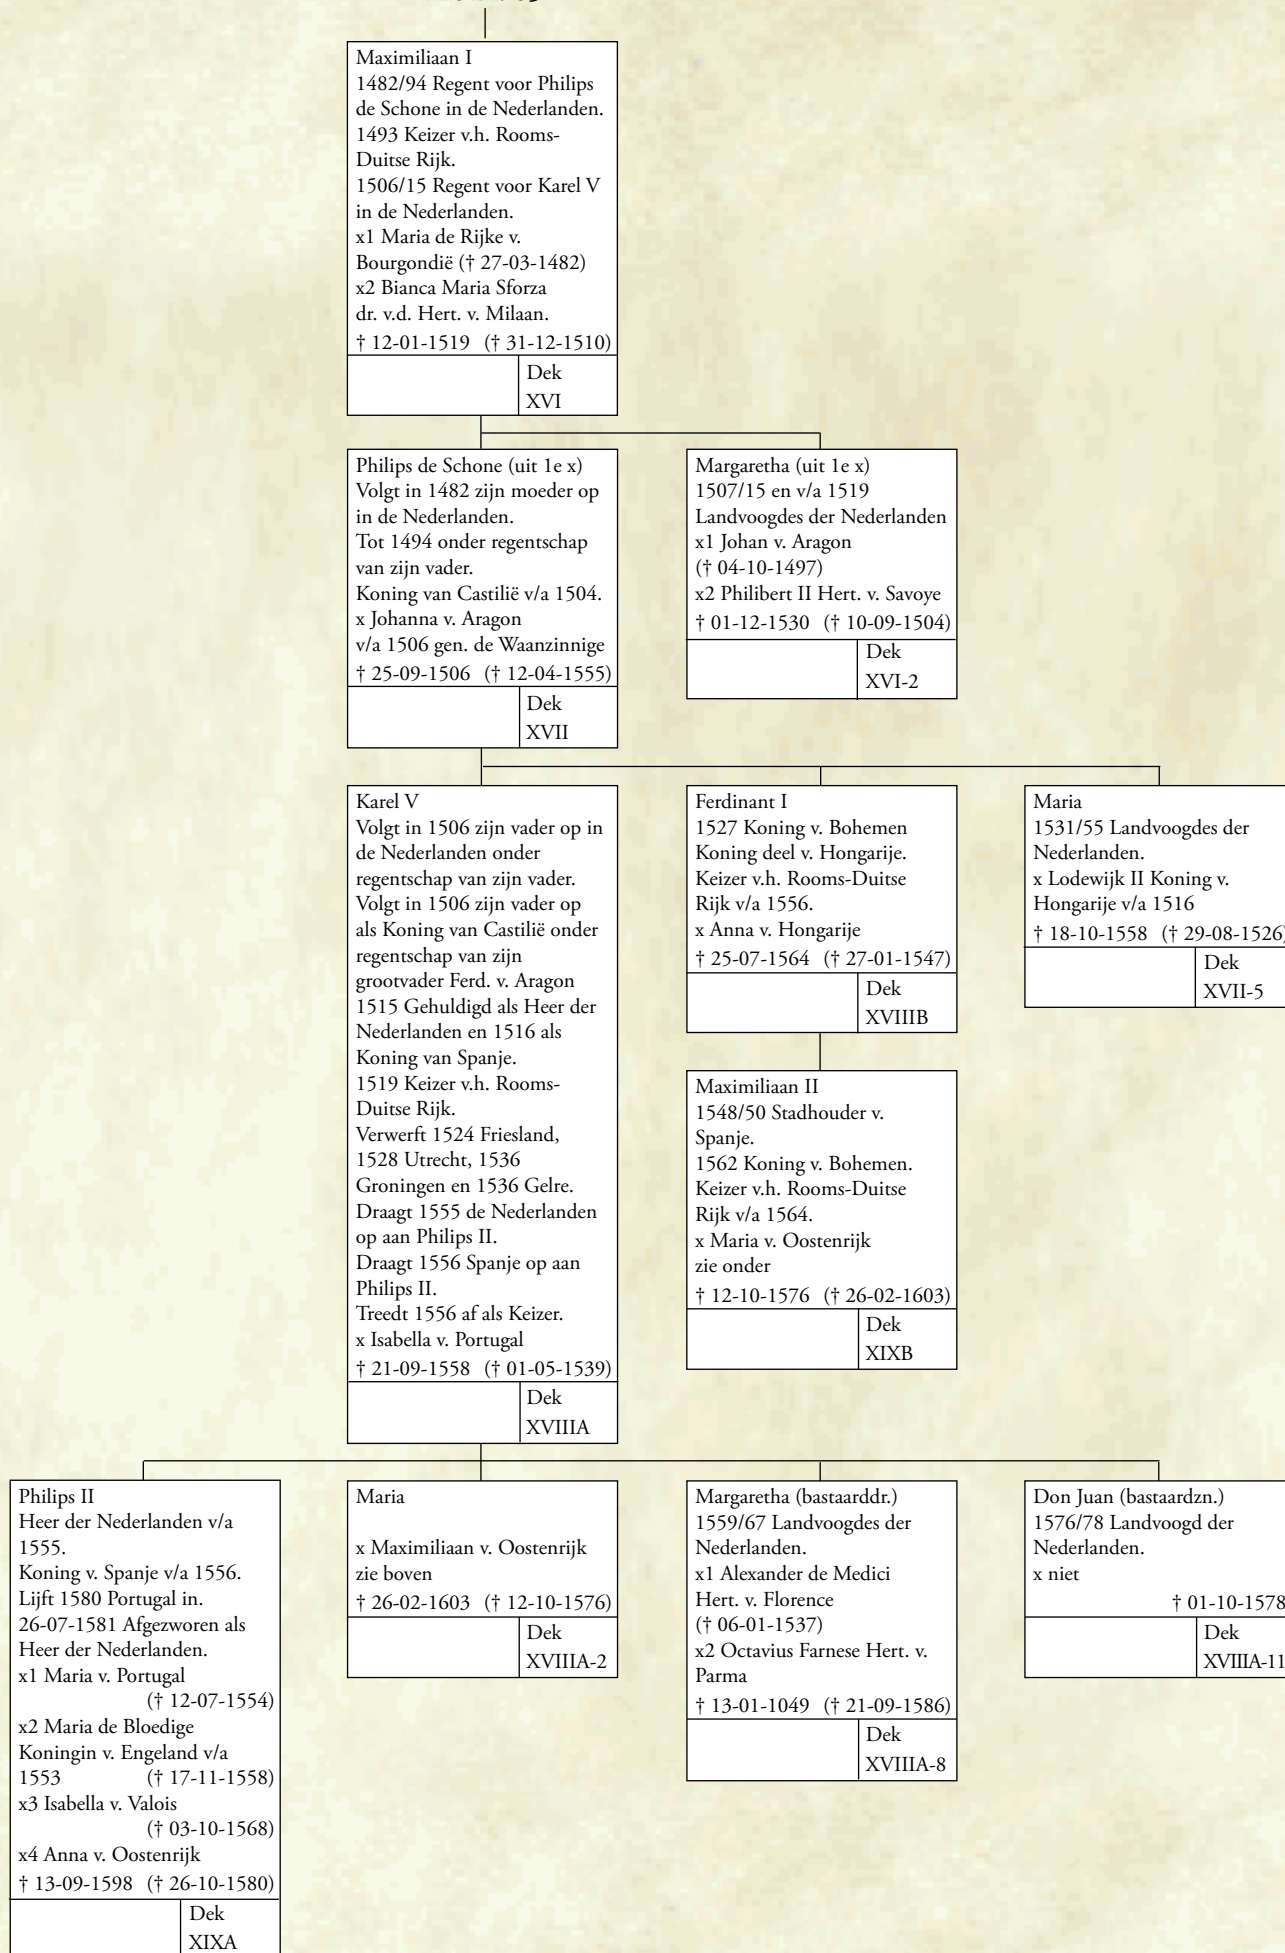 Maximiliaan I
1482/94 Regent voor Philips
de Schone in de Nederlanden.
1493 Keizer v.h. Rooms-
Duitse Rijk.
1506/15 Regent voor Karel V
in de Nederlanden.
x1 Maria de Rijke v.
Bourgondië († 27-03-1482)
x2 Bianca Maria Sforza
dr. v.d. Hert. v. Milaan.
† 12-01-1519 († 31-12-1510)
Dek
XVI
Philips de Schone (uit 1e x)
Volgt in 1482 zijn moeder op
in de Nederlanden.
Tot 1494 onder regentschap
van zijn vader.
Koning van Castilië v/a 1504.
x Johanna v. Aragon
v/a 1506 gen. de Waanzinnige
† 25-09-1506 († 12-04-1555)
Dek
XVII
Margaretha (uit 1e x)
1507/15 en v/a 1519
Landvoogdes der Nederlanden
x1 Johan v. Aragon
(† 04-10-1497)
x2 Philibert II Hert. v. Savoye
† 01-12-1530 († 10-09-1504)
Dek
XVI-2
Karel V
Volgt in 1506 zijn vader op in
de Nederlanden onder
regentschap van zijn vader.
Volgt in 1506 zijn vader op
als Koning van Castilië onder
regentschap van zijn
grootvader Ferd. v. Aragon
1515 Gehuldigd als Heer der
Nederlanden en 1516 als
Koning van Spanje.
1519 Keizer v.h. Rooms-
Duitse Rijk.
Verwerft 1524 Friesland,
1528 Utrecht, 1536
Groningen en 1536 Gelre.
Draagt 1555 de Nederlanden
op aan Philips II.
Draagt 1556 Spanje op aan
Philips II.
Treedt 1556 af als Keizer.
x Isabella v. Portugal
† 21-09-1558 († 01-05-1539)
Dek
XVIIIA
Ferdinant I
1527 Koning v. Bohemen
Koning deel v. Hongarije.
Keizer v.h. Rooms-Duitse
Rijk v/a 1556.
x Anna v. Hongarije
† 25-07-1564 († 27-01-1547)
Dek
XVIIIB
Maria
1531/55 Landvoogdes der
Nederlanden.
x Lodewijk II Koning v.
Hongarije v/a 1516
† 18-10-1558 († 29-08-1526)
Dek
XVII-5
Maximiliaan II
1548/50 Stadhouder v.
Spanje.
1562 Koning v. Bohemen.
Keizer v.h. Rooms-Duitse
Rijk v/a 1564.
x Maria v. Oostenrijk
zie onder
† 12-10-1576 († 26-02-1603)
Dek
XIXB
Philips II
Heer der Nederlanden v/a
1555.
Koning v. Spanje v/a 1556.
Lijft 1580 Portugal in.
26-07-1581 Afgezworen als
Heer der Nederlanden.
x1 Maria v. Portugal
(† 12-07-1554)
x2 Maria de Bloedige
Koningin v. Engeland v/a
1553 († 17-11-1558)
x3 Isabella v. Valois
(† 03-10-1568)
x4 Anna v. Oostenrijk
† 13-09-1598 († 26-10-1580)
Dek
XIXA
Maria
x Maximiliaan v. Oostenrijk
zie boven
† 26-02-1603 († 12-10-1576)
Dek
XVIIIA-2
Margaretha (bastaarddr.)
1559/67 Landvoogdes der
Nederlanden.
x1 Alexander de Medici
Hert. v. Florence
(† 06-01-1537)
x2 Octavius Farnese Hert. v.
Parma
† 13-01-1049 († 21-09-1586)
Dek
XVIIIA-8
Don Juan (bastaardzn.)
1576/78 Landvoogd der
Nederlanden.
x niet
† 01-10-1578
Dek
XVIIIA-11